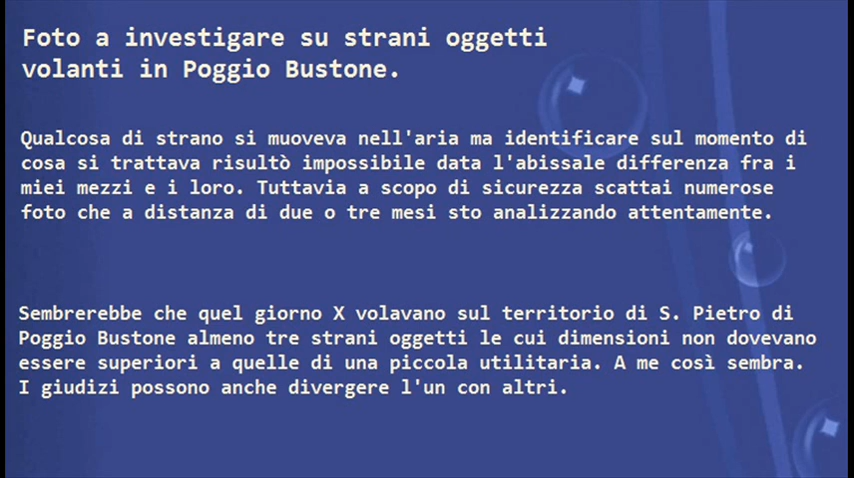 Foto a investigare su strani oggetti
volanti in Poggio Bustone.
Qualcosa di strano si muoveva nell'aria ma identificare sul momento di
cosa si trattava risultò impossibile data l'abissale differenza fra i
miei mezzi e i loro. Tuttavia a scopo di sicurezza scattai numerose
foto che a distanza di due o tre mesi sto analizzando attentamente.
Sembrerebbe che quel giorno X volavano sul territorio di S. Pietro di
Poggio Bustone almeno tre strani oggetti le cui dimensioni non dovevano
essere superiori a quelle di una piccola utilitaria. A me così sembra.
I giudizi possono anche divergere l'un con altri.